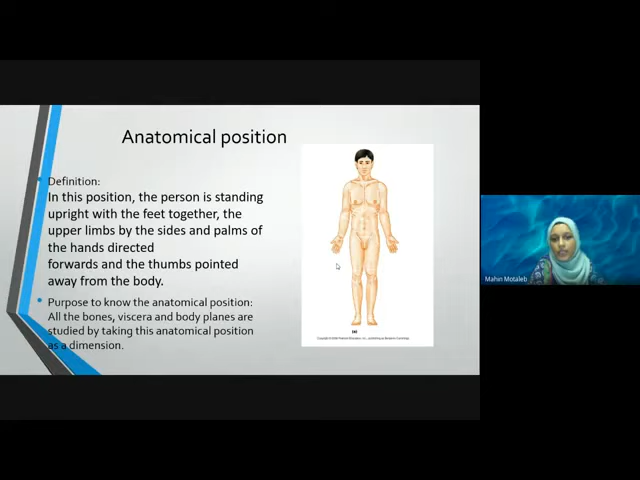 Anatomical position
Definition:
In this position, the person is standing
upright with the feet together, the
upper limbs by the sides and palms of
the hands directed
forwards and the thumbs pointed
away from the body.
Purpose to know the anatomical position:
All the bones, viscera and body planes are
studied by taking this anatomical position
as a dimension.
Mahin Motaleb